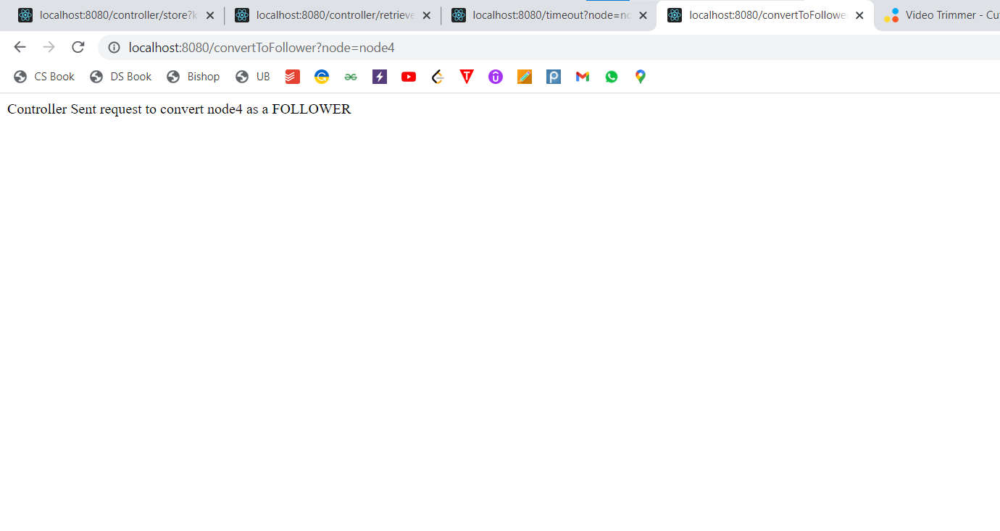 localhost:8080/controller/store?k localhost:8080/controller/retrieve localhost:8080/timeout?node=no localhost:8080/convertToFollower Video Trimmer - Cu
localhost:8080/convertToFollower?node=node4
CS Book DS Book Bishop UB
Controller Sent request to convert node4 as a FOLLOWER